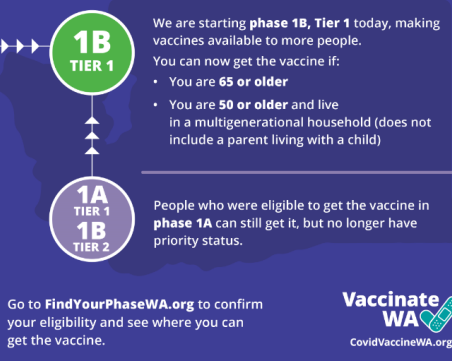 1B
TIER 1
We are starting phase 1B, Tier 1 today, making
vaccines available to more people.
You can now get the vaccine if:
• You are 65 or older
• You are 50 or older and live
in a multigenerational household (does not
include a parent living with a child)
1A
TIER 1
1B
TIER 2
People who were eligible to get the vaccine in
phase 1A can still get it, but no longer have
priority status.
Go to FindYourPhaseWA.org to confirm
your eligibility and see where you can
get the vaccine.
Vaccinate
WA
CovidVaccineWA.org